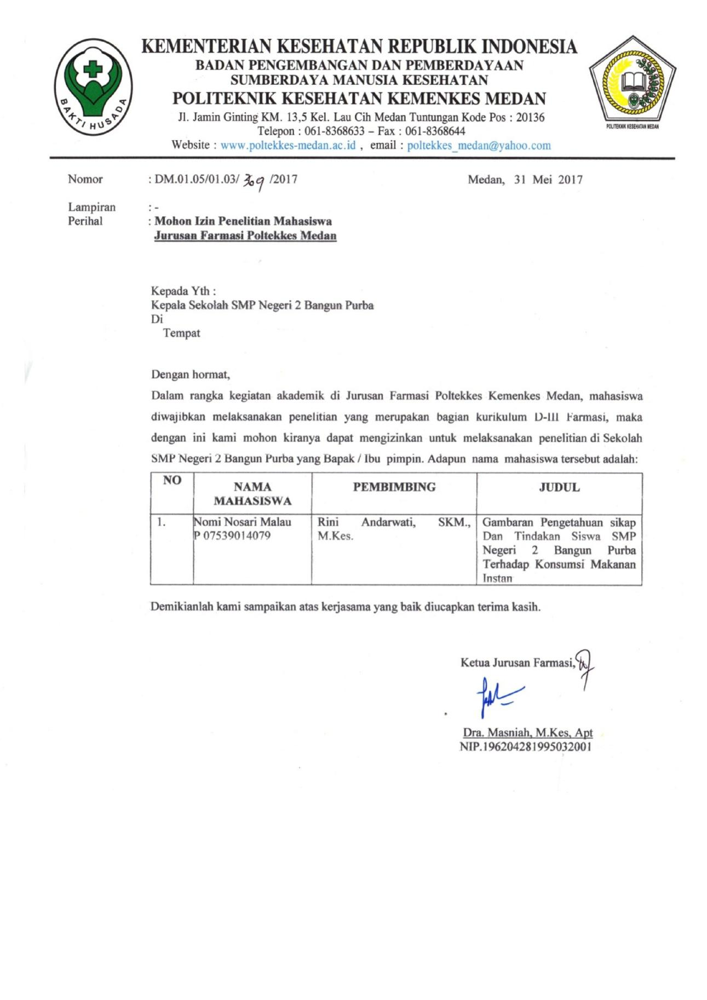 KEMENTERIAN KESEHATAN REPUBLIK INDONESIA
BADAN PENGEMBANGAN DAN PEMBERDAYAAN
SUMBERDAYA MANUSIA KESEHATAN
POLITEKNIK KESEHATAN KEMENKES MEDAN
Jl. Jamin Ginting KM. 13,5 Kel. Lau Cih Medan Tuntungan Kode Pos : 20136
Telepon : 061-8368633 – Fax : 061-8368644
Website : www.poltekkes-medan.ac.id , email : poltekkes_medan@yahoo.com
BAKTI HUSADA
POLITEKNIK KESEHATAN MEDAN
Nomor : DM.01.05/01.03/ 309 /2017 Medan, 31 Mei 2017
Lampiran : -
Perihal : Mohon Izin Penelitian Mahasiswa
Jurusan Farmasi Poltekkes Medan
Kepada Yth :
Kepala Sekolah SMP Negeri 2 Bangun Purba
Di
Tempat
Dengan hormat,
Dalam rangka kegiatan akademik di Jurusan Farmasi Poltekkes Kemenkes Medan, mahasiswa
diwajibkan melaksanakan penelitian yang merupakan bagian kurikulum D-III Farmasi, maka
dengan ini kami mohon kiranya dapat mengizinkan untuk melaksanakan penelitian di Sekolah
SMP Negeri 2 Bangun Purba yang Bapak / Ibu pimpin. Adapun nama mahasiswa tersebut adalah:
NO
NAMA
MAHASISWA
PEMBIMBING
JUDUL
1.
Nomi Nosari Malau
P 07539014079
Rini Andarwati, SKM.,
M.Kes.
Gambaran Pengetahuan sikap
Dan Tindakan Siswa SMP
Negeri 2 Bangun Purba
Terhadap Konsumsi Makanan
Instan
Demikianlah kami sampaikan atas kerjasama yang baik diucapkan terima kasih.
Ketua Jurusan Farmasi,
Dra. Masniah, M.Kes, Apt
NIP.196204281995032001